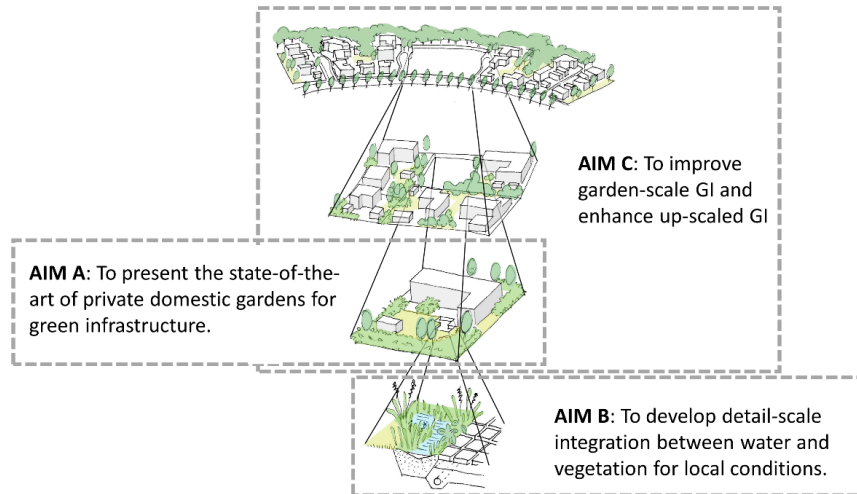 AIM C: To improve
garden-scale GI and
enhance up-scaled GI
AIM A: To present the state-of-the-
art of private domestic gardens for
green infrastructure.
AIM B: To develop detail-scale
integration between water and
vegetation for local conditions.